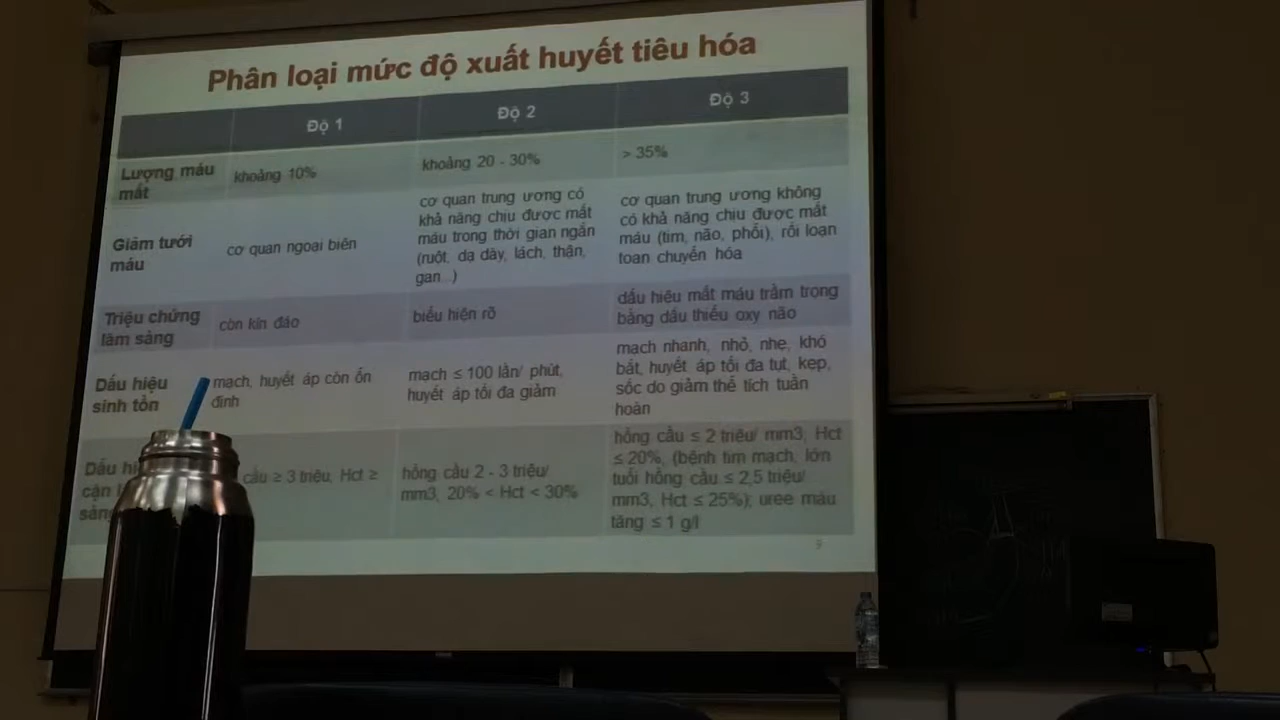 Phân loại mức độ xuất huyết tiêu hóa
Độ 1
Độ 2
Độ 3
Lượng máu
mất
khoảng 10%
khoảng 20 - 30%
> 35%
Giảm tưới
máu
cơ quan ngoại biên
cơ quan trung ương có
khả năng chịu được mất
máu trong thời gian ngắn
(ruột, dạ dày, lách, thận,
gan...)
cơ quan trung ương không
có khả năng chịu được mất
máu (tim, não, phổi), rối loạn
toan chuyển hóa
Triệu chứng
lâm sàng
còn kín đáo
biểu hiện rõ
dấu hiệu mất máu trầm trọng
bằng dấu thiếu oxy não
Dấu hiệu
sinh tồn
mạch, huyết áp còn ổn
định
mạch ≤ 100 lần/ phút,
huyết áp tối đa giảm
mạch nhanh, nhỏ, nhẹ, khó
bắt, huyết áp tối đa tụt, kẹp,
sốc do giảm thể tích tuần
hoàn
Dấu
cận
cầu ≥ 3 triệu, Hct ≥
hồng cầu 2 - 3 triệu/
mm3, 20% < Hct < 30%
hồng cầu ≤ 2 triệu/ mm3, Hct
≤ 20%, (bệnh tim mạch, lớn
tuổi hồng cầu ≤ 2,5 triệu/
mm3, Hct ≤ 25%); uree máu
tăng ≤ 1 g/l
9